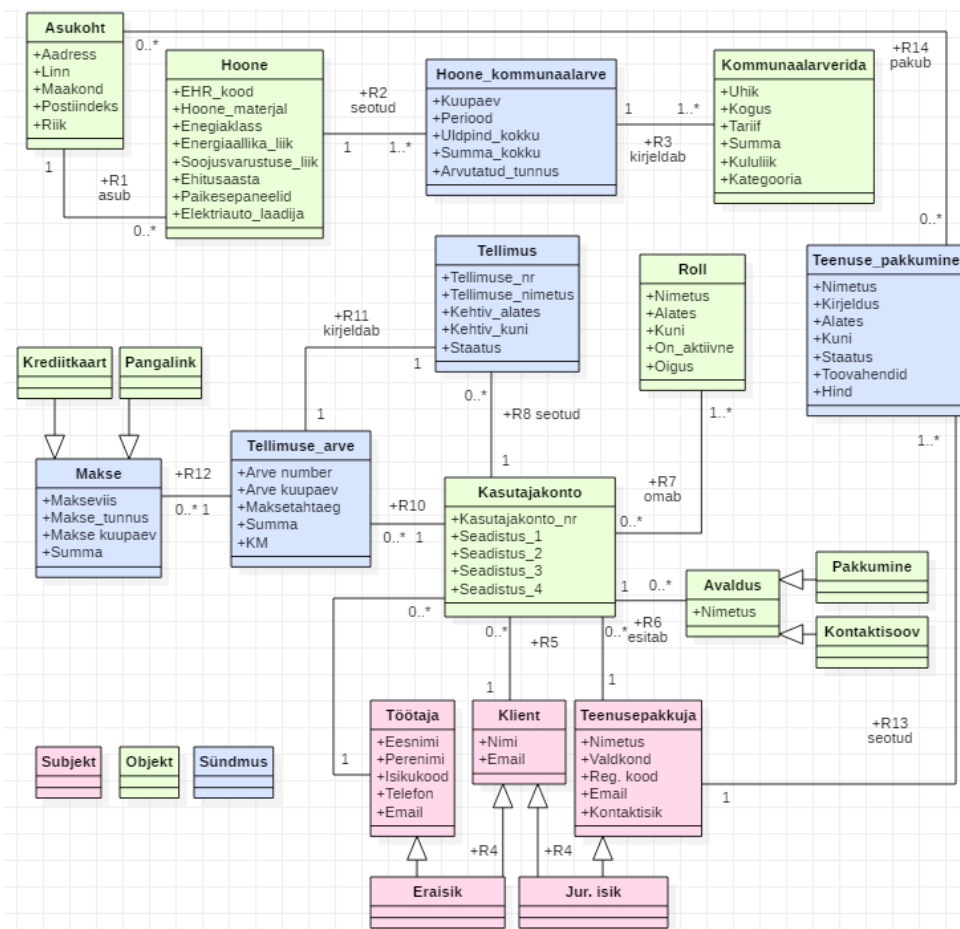 Asukoht
+Aadress
+Linn
+Maakond
+Postiindeks
+Riik
0..*
1
+R1
asub
0..*
Hoone
+EHR_kood
+Hoone_materjal
+Enegiaklass
+Energiaallika_liik
+Soojusvarustuse_liik
+Ehitusaasta
+Paikesepaneelid
+Elektriauto_laadija
+R2
seotud
1
1..*
Hoone_kommunaalarve
+Kuupaev
+Periood
+Uldpind_kokku
+Summa_kokku
+Arvutatud_tunnus
1
1..*
+R3
kirjeldab
Kommunaalarverida
+Uhik
+Kogus
+Tariif
+Summa
+Kululiik
+Kategooria
+R14
pakub
0..*
Tellimus
+Tellimuse_nr
+Tellimuse_nimetus
+Kehtiv_alates
+Kehtiv_kuni
+Staatus
Roll
+Nimetus
+Alates
+Kuni
+On_aktiivne
+Oigus
Teenuse_pakkumine
+Nimetus
+Kirjeldus
+Alates
+Kuni
+Staatus
+Toovahendid
+Hind
+R11
kirjeldab
1
1
0..*
+R8 seotud
1
1..*
+R7
omab
0..*
1..*
Krediitkaart
Pangalink
Makse
+Makseviis
+Makse_tunnus
+Makse kuupaev
+Summa
+R12
0..* 1
Tellimuse_arve
+Arve number
+Arve kuupaev
+Maksetahtaeg
+Summa
+KM
+R10
0..* 1
Kasutajakonto
+Kasutajakonto_nr
+Seadistus_1
+Seadistus_2
+Seadistus_3
+Seadistus_4
1
0..*
+R6
esitab
Avaldus
+Nimetus
Pakkumine
Kontaktisoov
0..*
0..*
+R5
0..*
1
1
1
Töötaja
+Eesnimi
+Perenimi
+Isikukood
+Telefon
+Email
Klient
+Nimi
+Email
Teenusepakkuja
+Nimetus
+Valdkond
+Reg. kood
+Email
+Kontaktisik
+R13
seotud
1
Subjekt
Objekt
Sündmus
+R4
+R4
Eraisik
Jur. isik